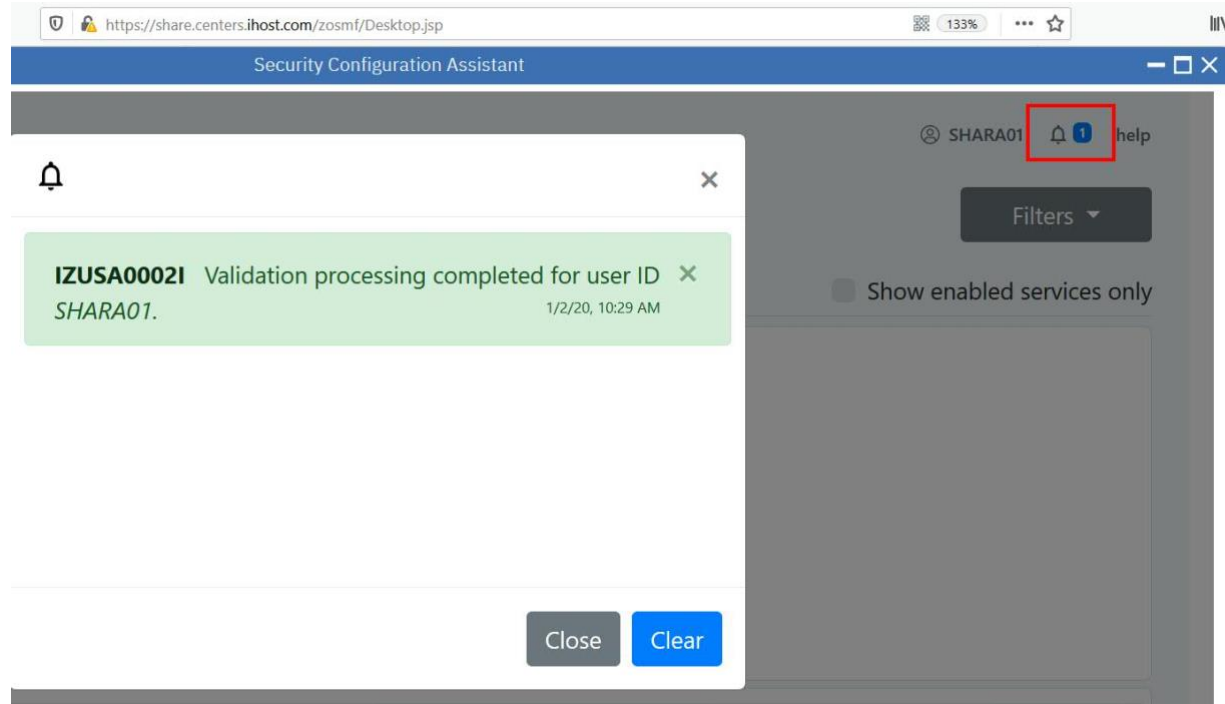 https://share.centers.ihost.com/zosmf/Desktop.jsp 133%
Security Configuration Assistant
SHARA01 1 help
Filters
IZUSA0002I Validation processing completed for user ID
SHARA01. 1/2/20, 10:29 AM
Show enabled services only
Close Clear